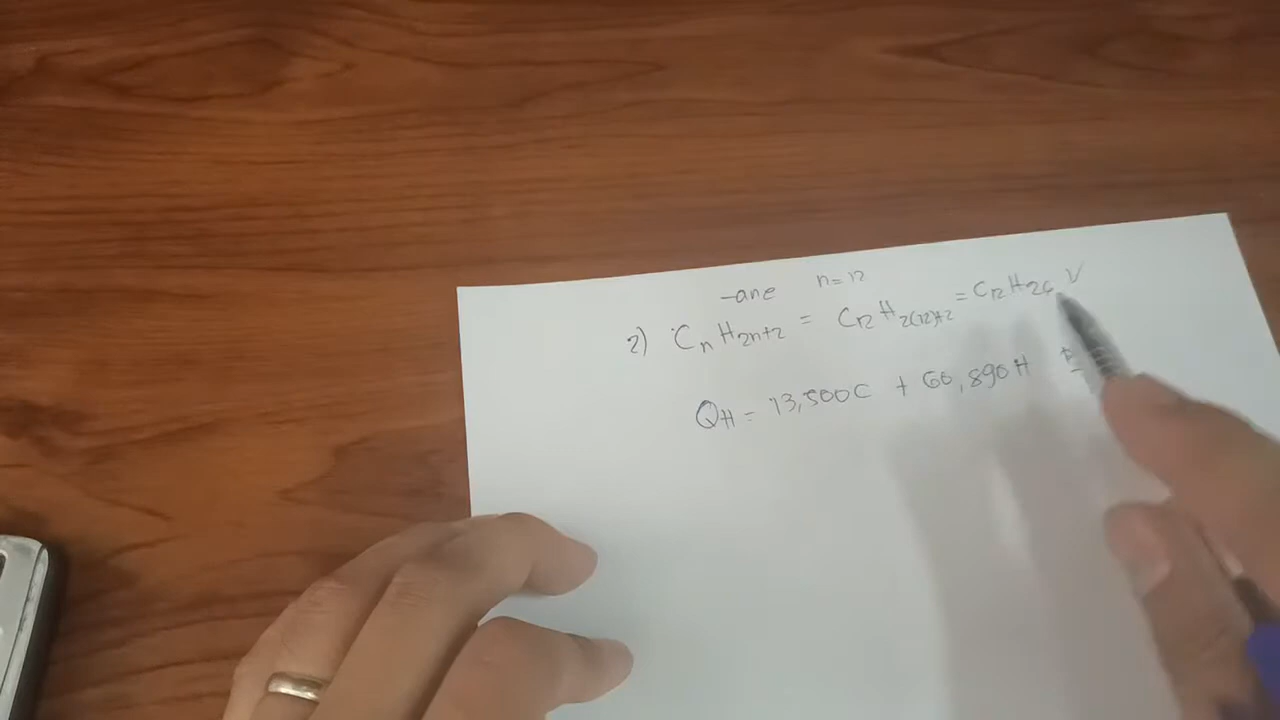 -ane n=12
2) CnH2n+2 = C12H2(12)+2 = C12H26 √
QH = 13,500C + 60,890H